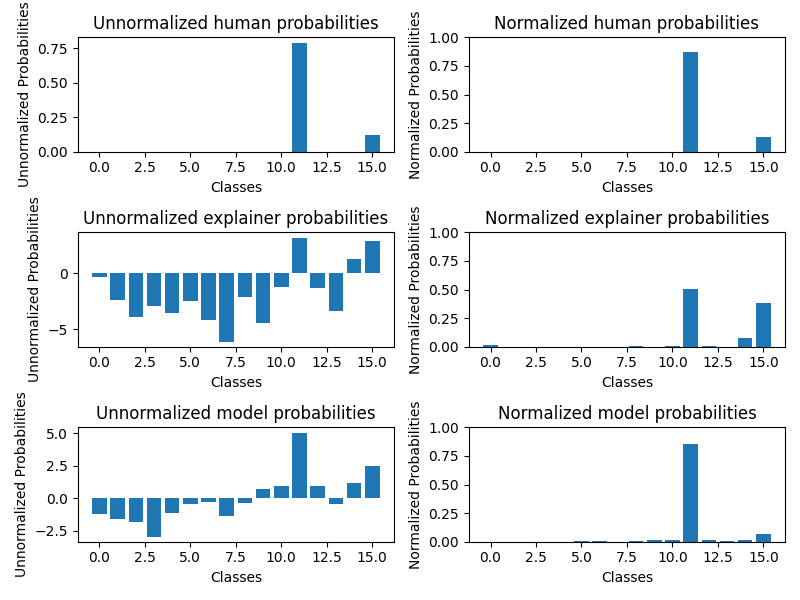 Unnormalized human probabilities
Unnormalized Probabilities
0.75
0.50
0.25
0.00
0.0 2.5 5.0 7.5 10.0 12.5 15.0
Classes
Normalized human probabilities
Normalized Probabilities
1.00
0.75
0.50
0.25
0.00
0.0 2.5 5.0 7.5 10.0 12.5 15.0
Classes
Unnormalized explainer probabilities
Unnormalized Probabilities
0
−5
0.0 2.5 5.0 7.5 10.0 12.5 15.0
Classes
Normalized explainer probabilities
Normalized Probabilities
1.00
0.75
0.50
0.25
0.00
0.0 2.5 5.0 7.5 10.0 12.5 15.0
Classes
Unnormalized model probabilities
Unnormalized Probabilities
5.0
2.5
0.0
−2.5
0.0 2.5 5.0 7.5 10.0 12.5 15.0
Classes
Normalized model probabilities
Normalized Probabilities
1.00
0.75
0.50
0.25
0.00
0.0 2.5 5.0 7.5 10.0 12.5 15.0
Classes